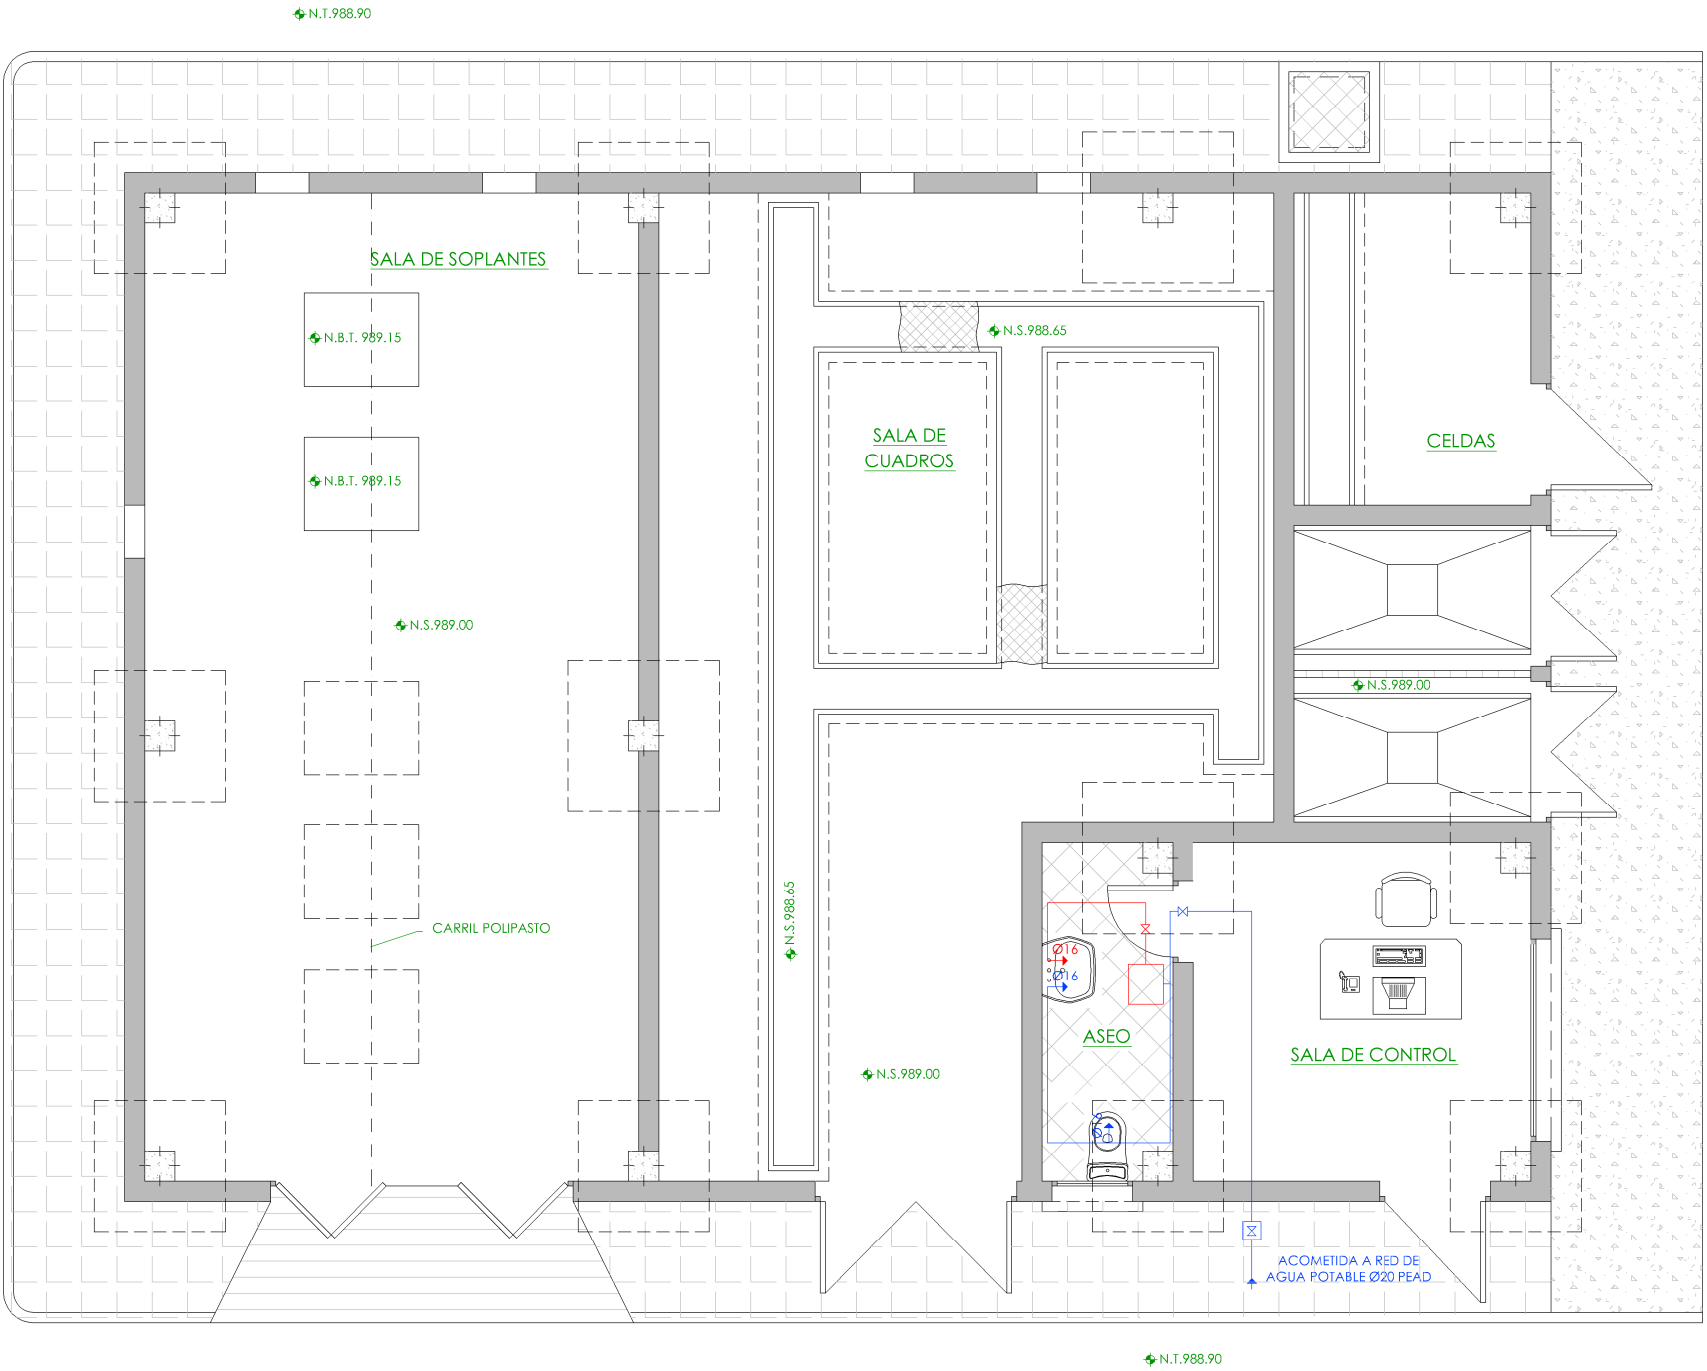 N.T.988.90
SALA DE SOPLANTES
N.B.T. 989.15
N.S.988.65
SALA DE
CUADROS
CELDAS
N.B.T. 989.15
N.S.989.00
N.S.989.00
CARRIL POLIPASTO
N.S.988.65
Ø16
Ø16
ASEO
SALA DE CONTROL
N.S.989.00
ACOMETIDA A RED DE
AGUA POTABLE Ø20 PEAD
N.T.988.90